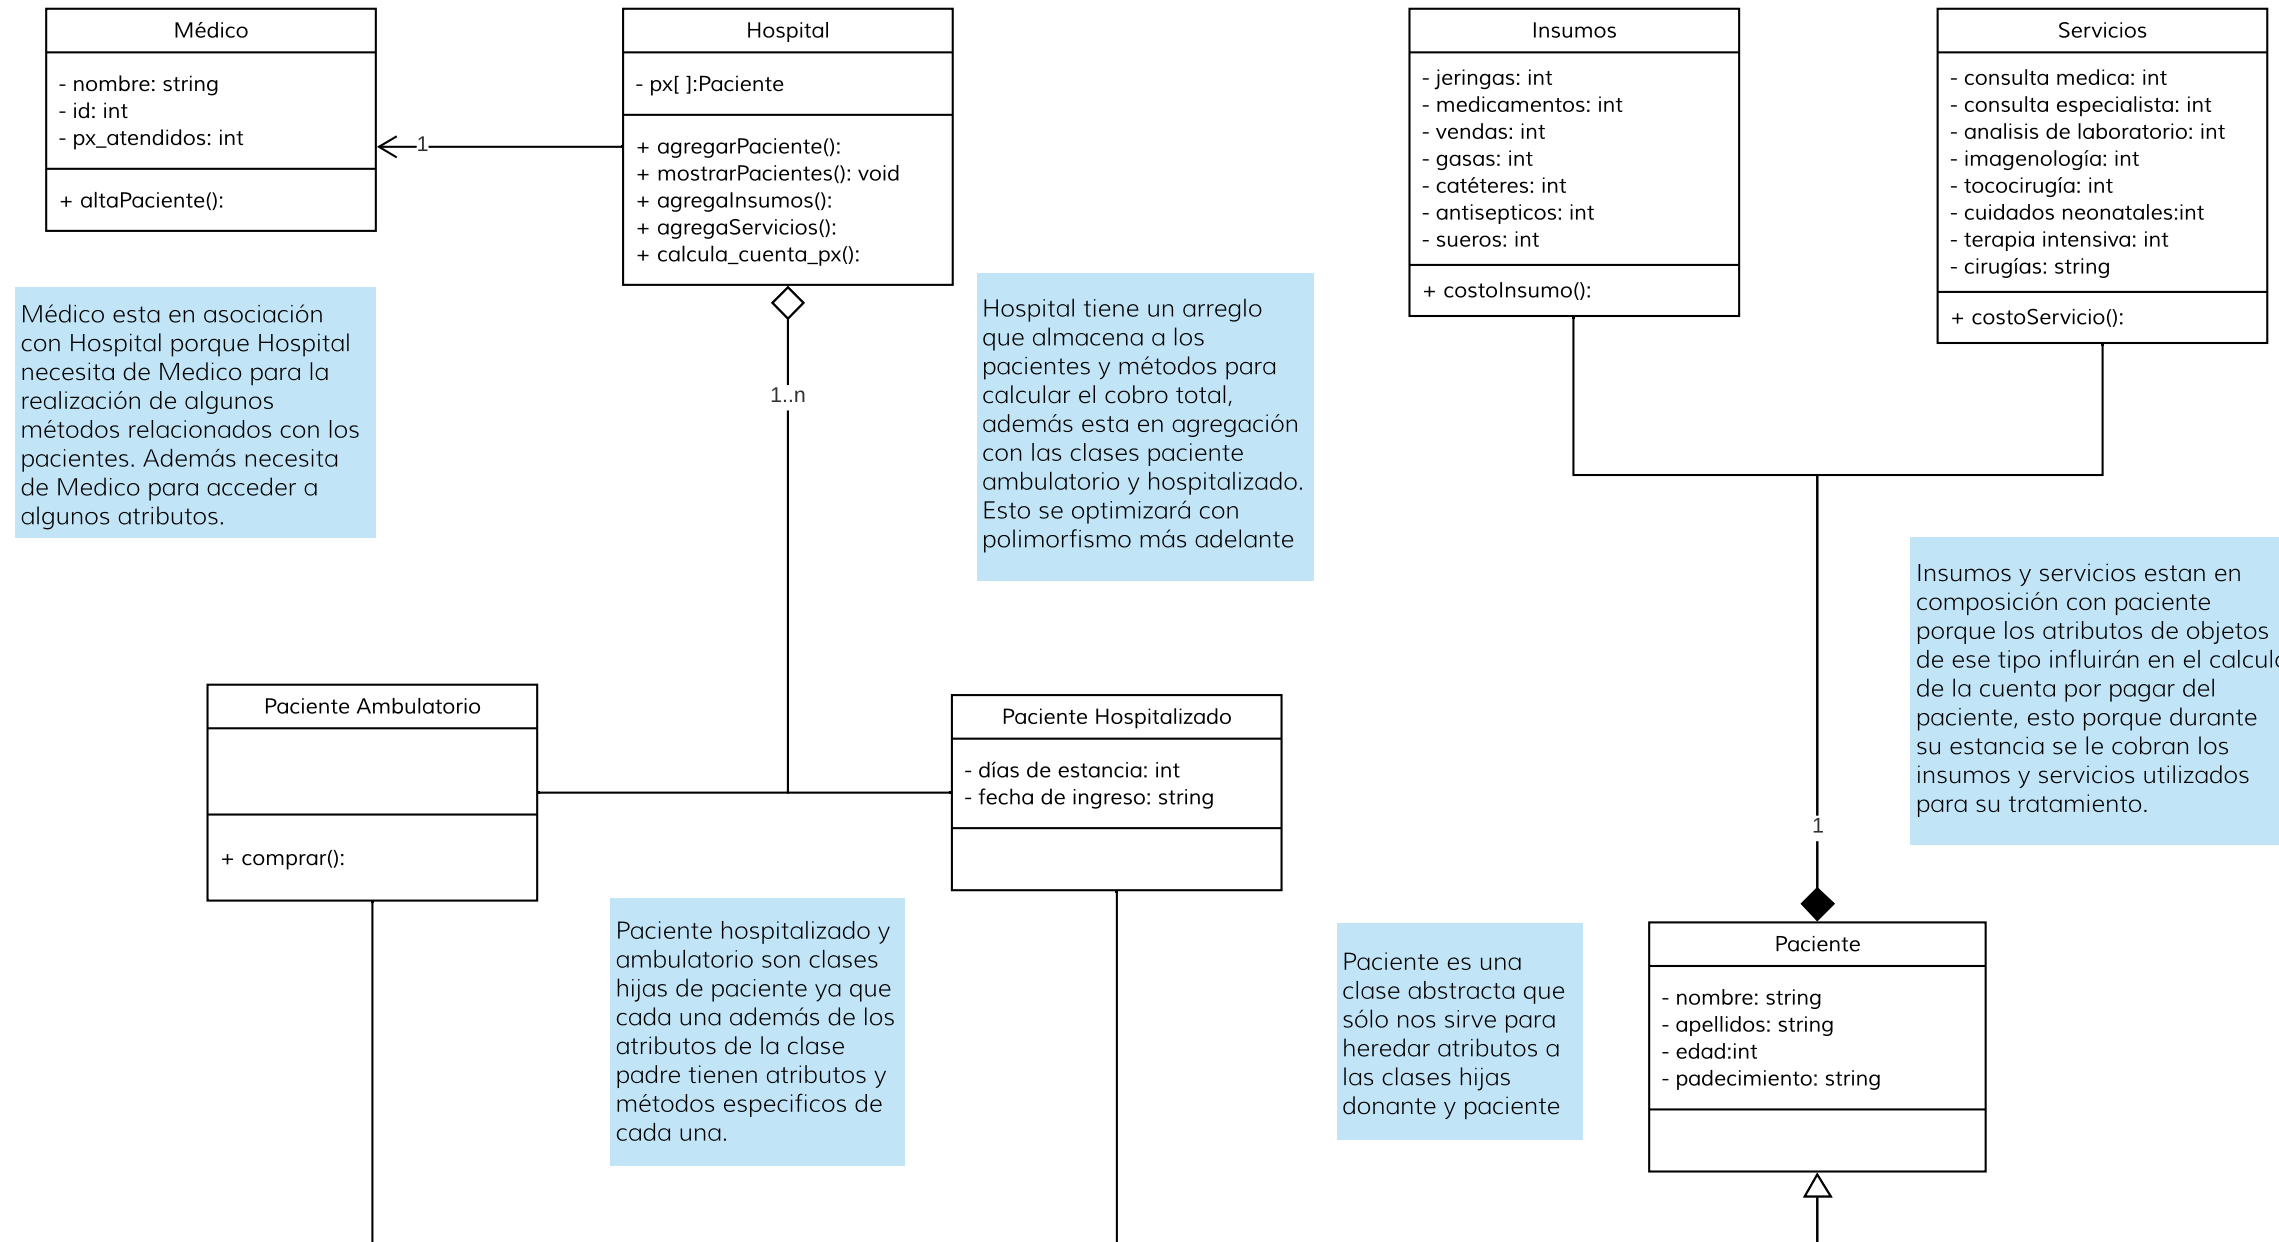 Médico
- nombre: string
- id: int
- px_atendidos: int
+ altaPaciente():
1
Hospital
- px[ ]:Paciente
+ agregarPaciente():
+ mostrarPacientes(): void
+ agregaInsumos():
+ agregaServicios():
+ calcula_cuenta_px():
Insumos
- jeringas: int
- medicamentos: int
- vendas: int
- gasas: int
- catéteres: int
- antisepticos: int
- sueros: int
+ costoInsumo():
Servicios
- consulta medica: int
- consulta especialista: int
- analisis de laboratorio: int
- imagenología: int
- tococirugía: int
- cuidados neonatales:int
- terapia intensiva: int
- cirugías: string
+ costoServicio():
Médico esta en asociación
con Hospital porque Hospital
necesita de Medico para la
realización de algunos
métodos relacionados con los
pacientes. Además necesita
de Medico para acceder a
algunos atributos.
1..n
Hospital tiene un arreglo
que almacena a los
pacientes y métodos para
calcular el cobro total,
además esta en agregación
con las clases paciente
ambulatorio y hospitalizado.
Esto se optimizará con
polimorfismo más adelante
Insumos y servicios estan en
composición con paciente
porque los atributos de objetos
de ese tipo influirán en el calculo
de la cuenta por pagar del
paciente, esto porque durante
su estancia se le cobran los
insumos y servicios utilizados
para su tratamiento.
Paciente Ambulatorio
+ comprar():
Paciente Hospitalizado
- días de estancia: int
- fecha de ingreso: string
1
Paciente hospitalizado y
ambulatorio son clases
hijas de paciente ya que
cada una además de los
atributos de la clase
padre tienen atributos y
métodos especificos de
cada una.
Paciente es una
clase abstracta que
sólo nos sirve para
heredar atributos a
las clases hijas
donante y paciente
Paciente
- nombre: string
- apellidos: string
- edad:int
- padecimiento: string